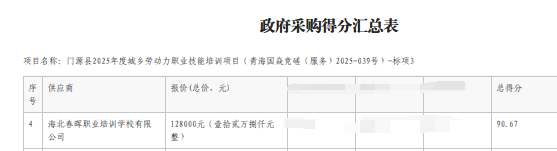 政府采购得分汇总表
项目名称：门源县2025年度城乡劳动力职业技能培训项目（青海国焱竞磋（服务）2025-039号）-标项3
序号 供应商 报价(总价，元) 总得分
4 海北春晖职业培训学校有限公司 128000元（壹拾贰万捌仟元整） 90.67